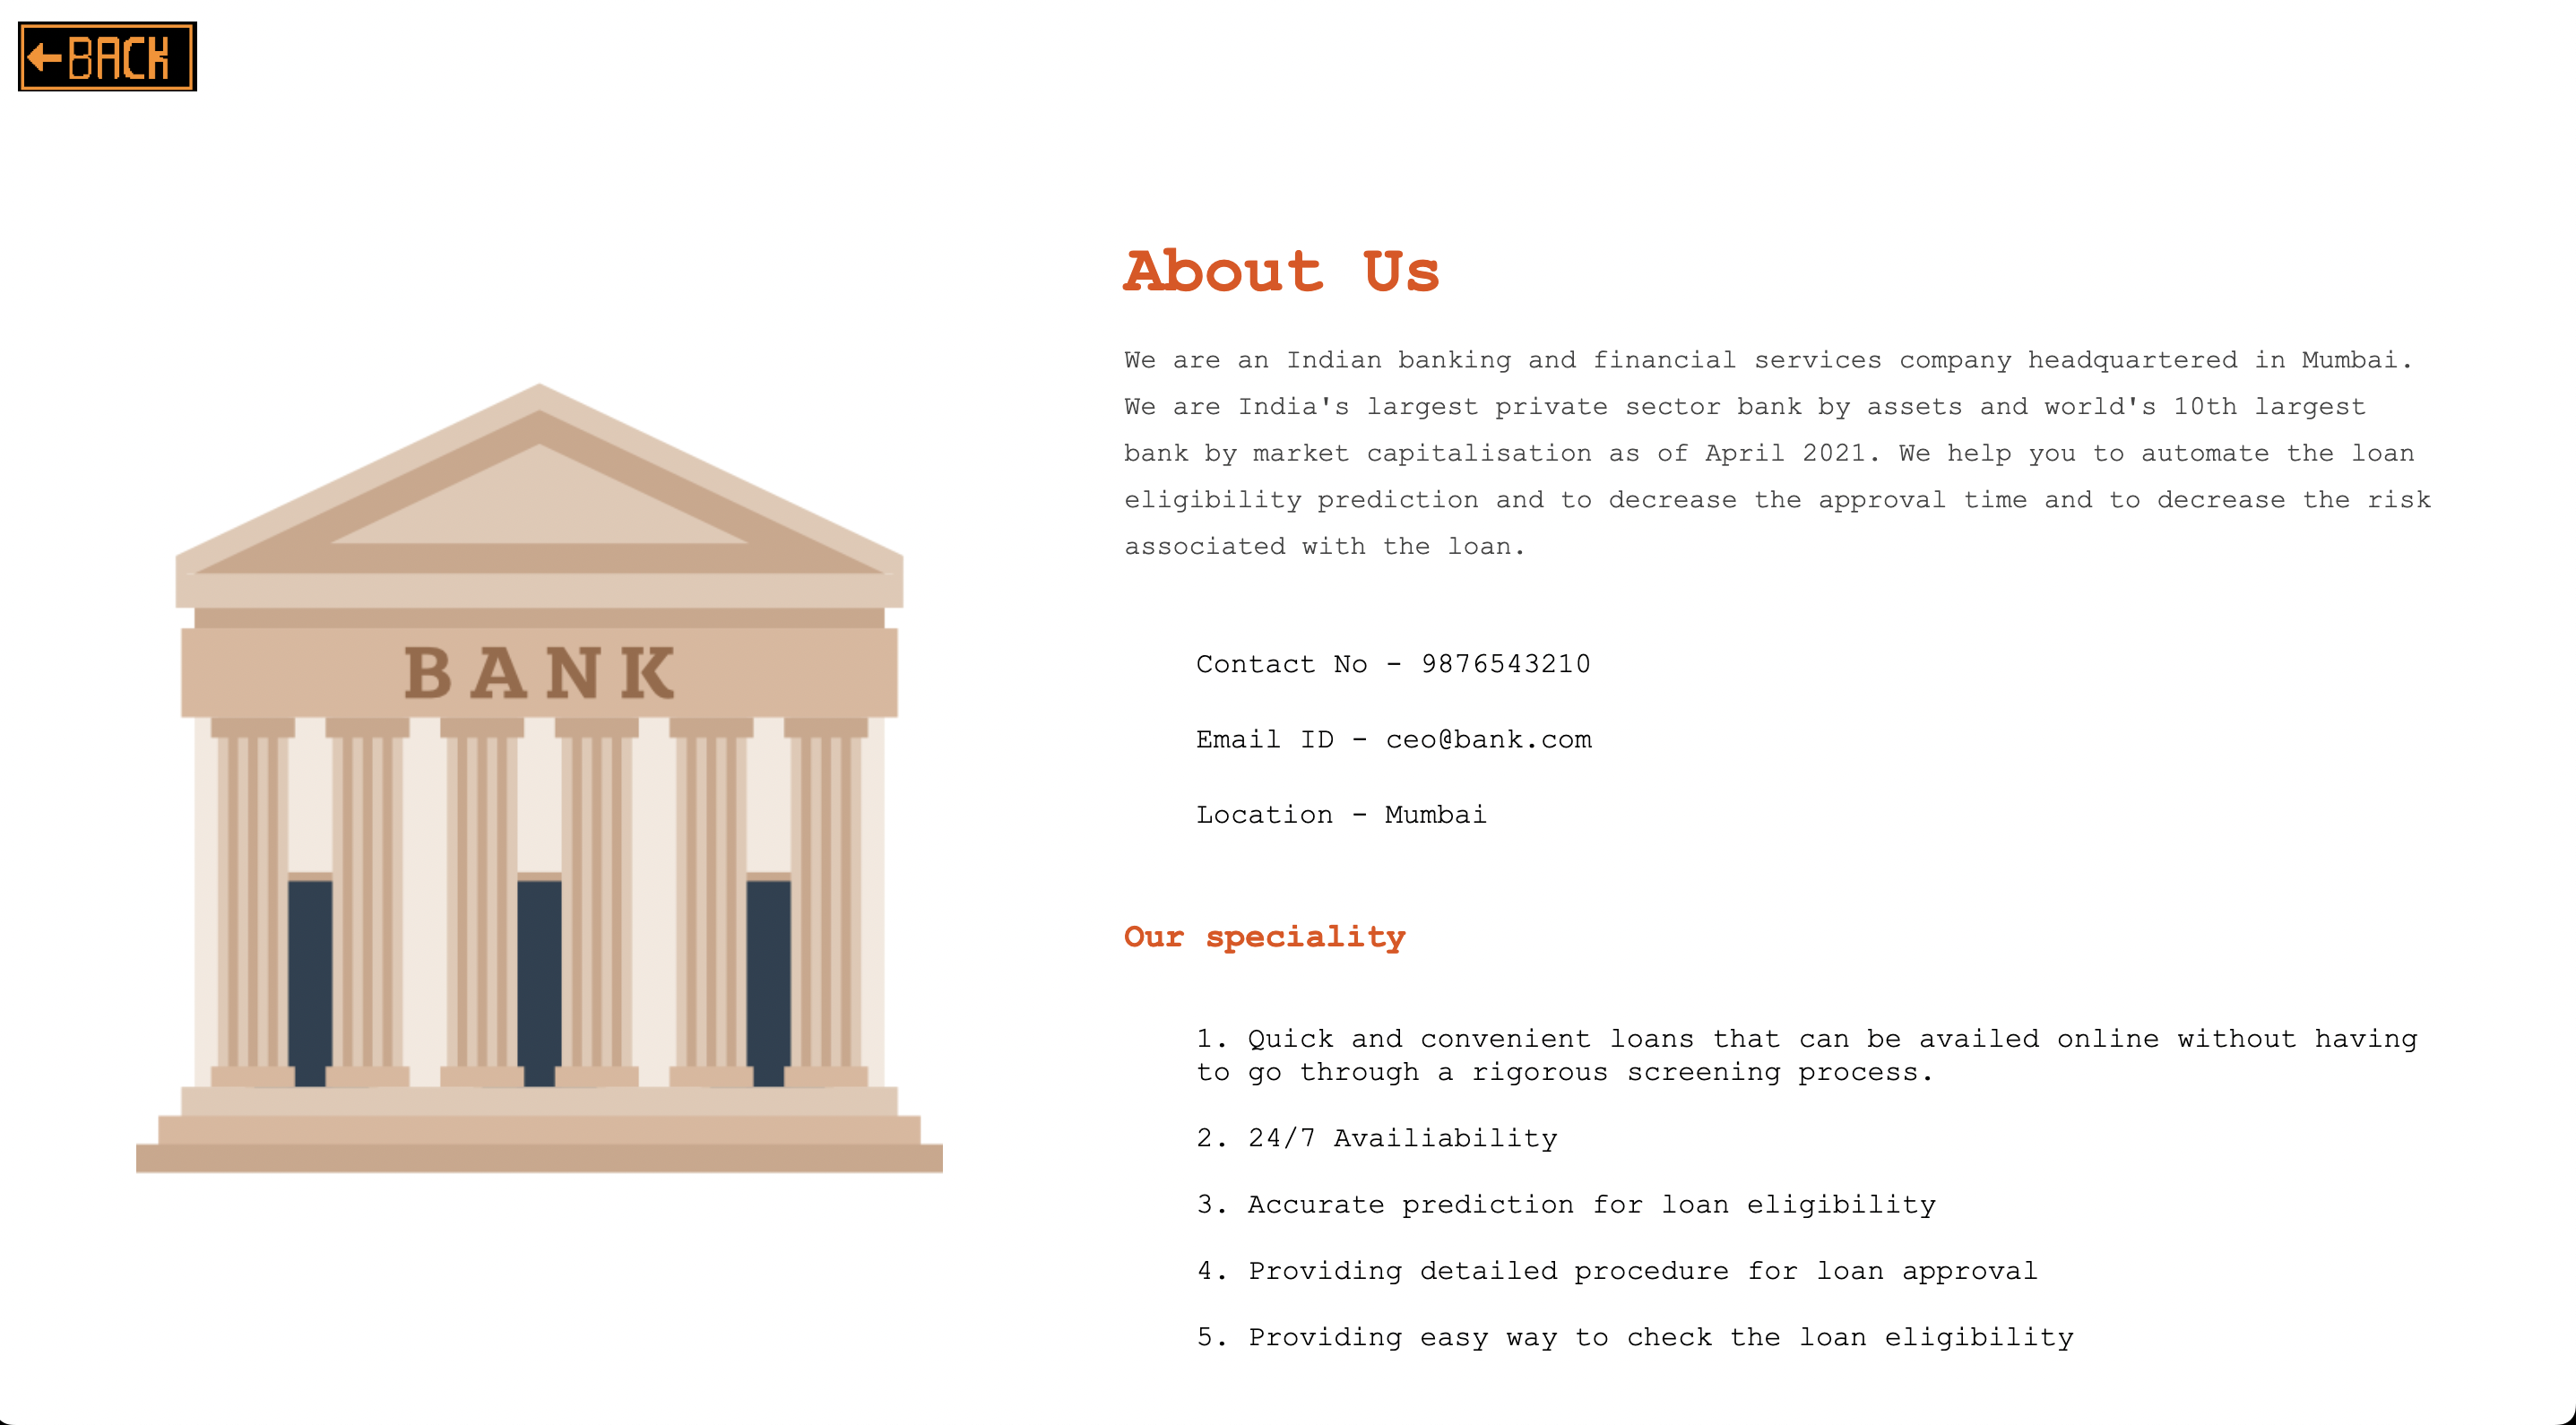 BACK
About Us
We are an Indian banking and financial services company headquartered in Mumbai.
We are India's largest private sector bank by assets and world's 10th largest
bank by market capitalisation as of April 2021. We help you to automate the loan
eligibility prediction and to decrease the approval time and to decrease the risk
associated with the loan.
BANK
Contact No - 9876543210
Email ID - ceo@bank.com
Location - Mumbai
Our speciality
1. Quick and convenient loans that can be availed online without having
to go through a rigorous screening process.
2. 24/7 Availiability
3. Accurate prediction for loan eligibility
4. Providing detailed procedure for loan approval
5. Providing easy way to check the loan eligibility